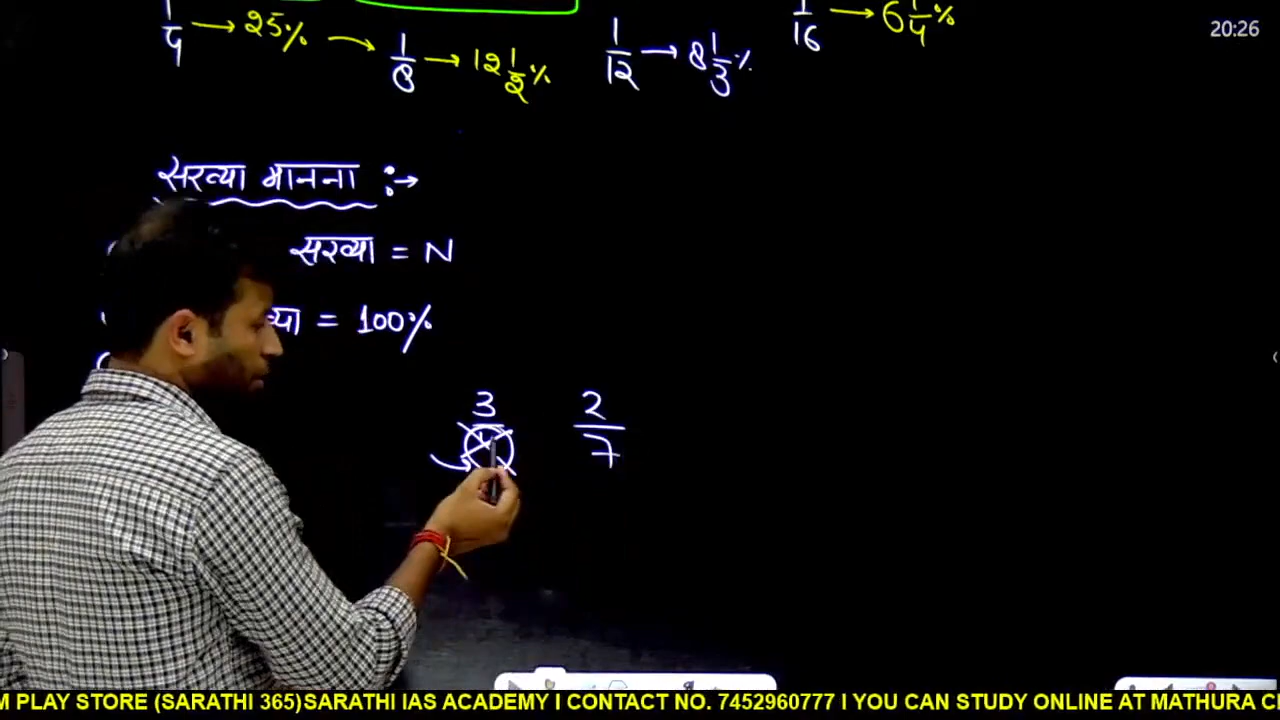 1/4 → 25% → 1/8 → 12 1/2% 1/12 → 8 1/3% 1/16 → 6 1/4%
20:26
सख्या मानना :→
सख्या = N
ख्या = 100%
3 2/7
M PLAY STORE (SARATHI 365)SARATHI IAS ACADEMY I CONTACT NO. 7452960777 I YOU CAN STUDY ONLINE AT MATHURA C